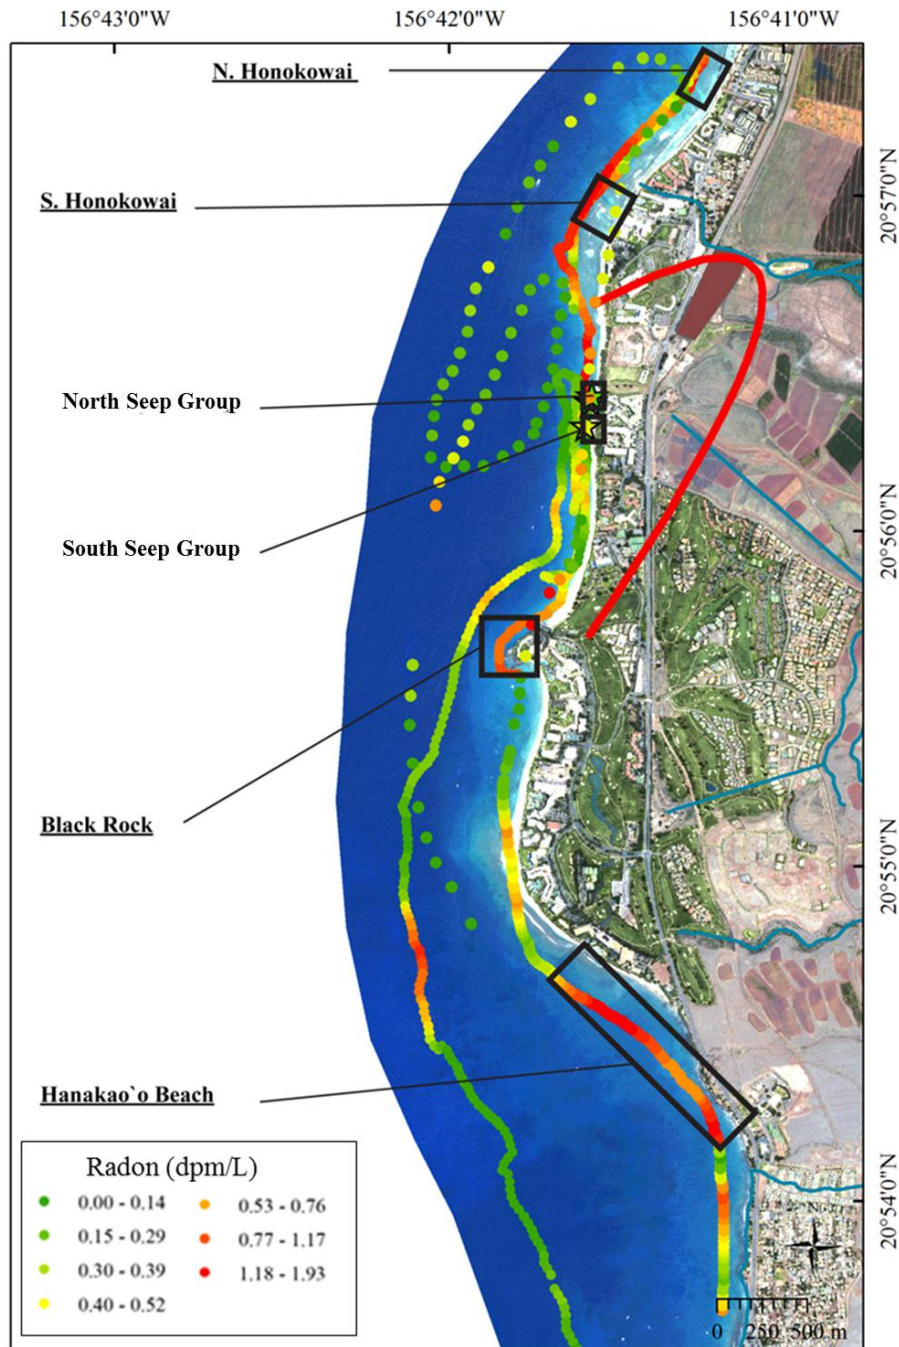 156°43'0"W 156°42'0"W 156°41'0"W
N. Honokowai
20°57'0"N
S. Honokowai
North Seep Group
20°56'0"N
South Seep Group
Black Rock
20°55'0"N
Hanakao`o Beach
20°54'0"N
Radon (dpm/L)
0.00 - 0.14 0.53 - 0.76
0.15 - 0.29 0.77 - 1.17
0.30 - 0.39 1.18 - 1.93
0.40 - 0.52
N
0 250 500 m